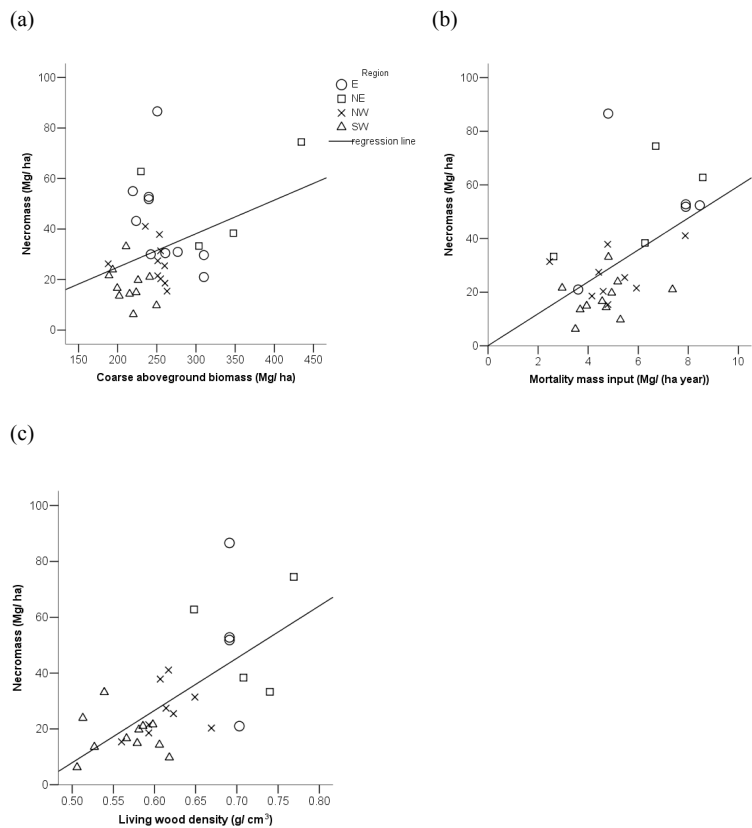 (a)
100
80
60
40
20
0
Necromass (Mg/ ha)
150 200 250 300 350 400 450
Coarse aboveground biomass (Mg/ ha)
Region
E
NE
NW
SW
regression line
(b)
100
80
60
40
20
0
Necromass (Mg/ ha)
0 2 4 6 8 10
Mortality mass input (Mg/ (ha year))
(c)
100
80
60
40
20
0
Necromass (Mg/ ha)
0.50 0.55 0.60 0.65 0.70 0.75 0.80
Living wood density (g/ cm³)